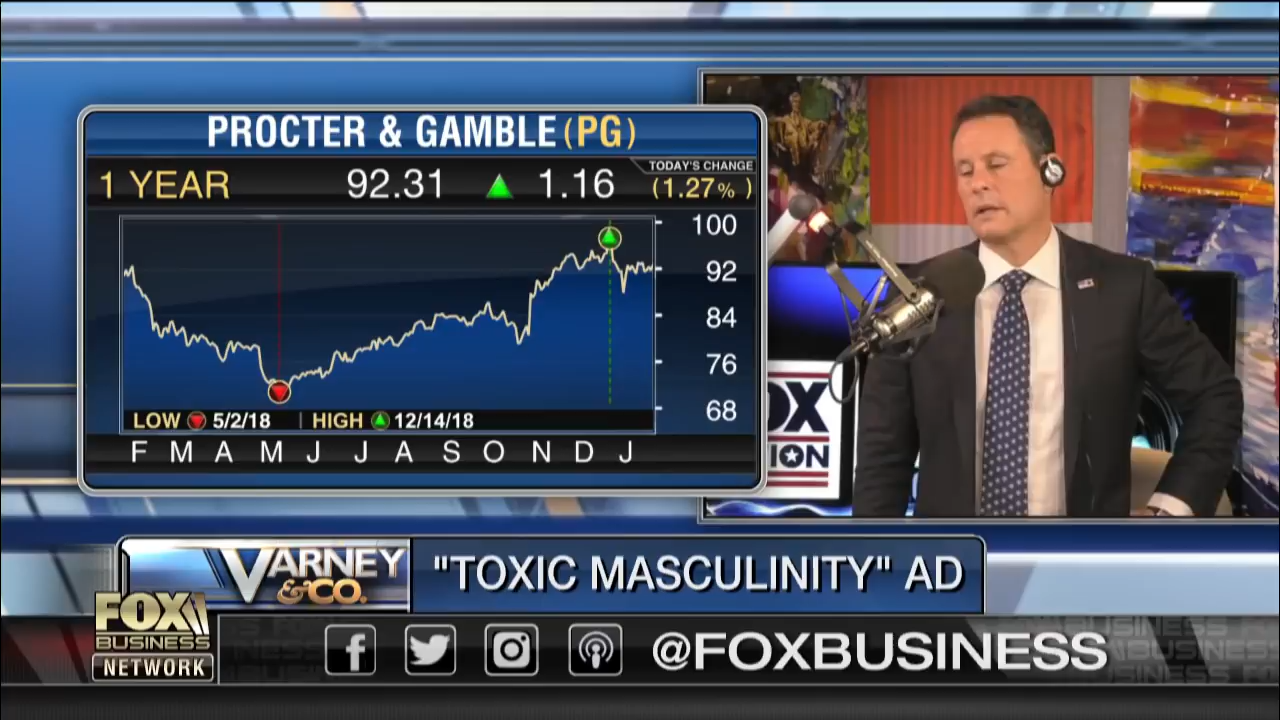 PROCTER & GAMBLE (PG)
TODAY'S CHANGE
1 YEAR 92.31 1.16 (1.27%)
100
92
84
76
68
LOW 5/2/18 | HIGH 12/14/18
F M A M J J A S O N D J
VARNEY
&CO.
"TOXIC MASCULINITY" AD
FOX
BUSINESS
NETWORK
@FOXBUSINESS